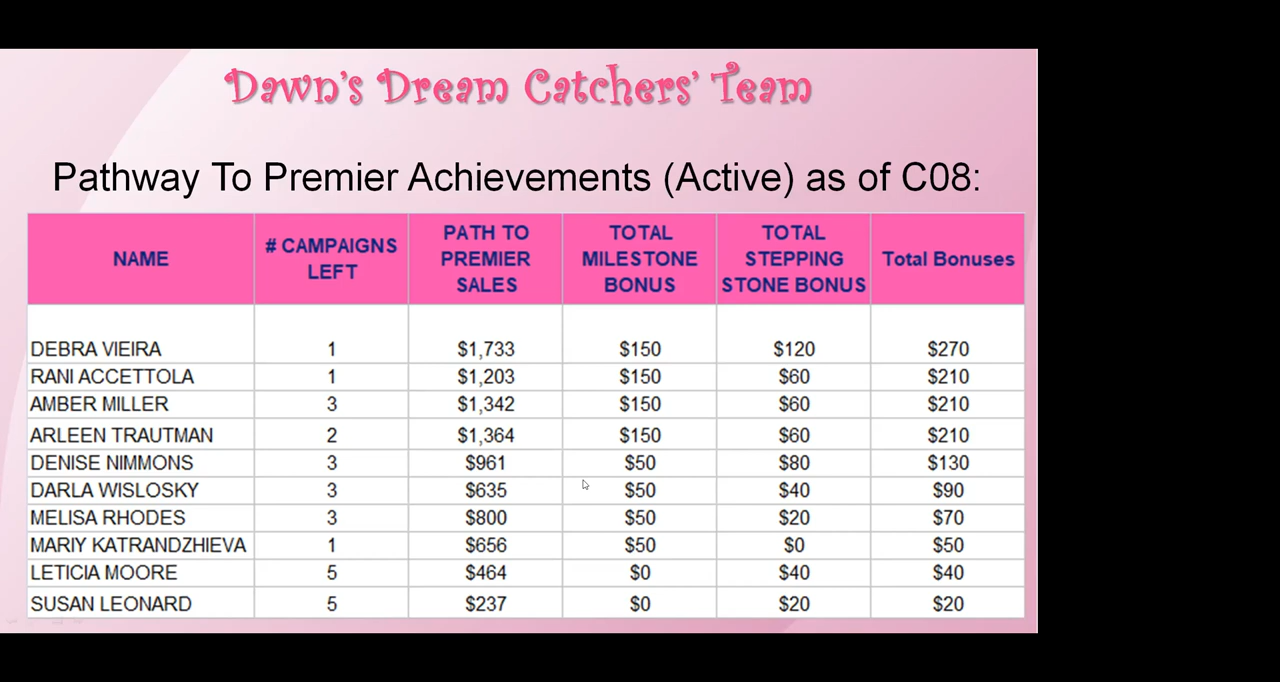 Dawn's Dream Catchers' Team
Pathway To Premier Achievements (Active) as of C08:
NAME # CAMPAIGNS LEFT PATH TO PREMIER SALES TOTAL MILESTONE BONUS TOTAL STEPPING STONE BONUS Total Bonuses
DEBRA VIEIRA 1 $1,733 $150 $120 $270
RANI ACCETTOLA 1 $1,203 $150 $60 $210
AMBER MILLER 3 $1,342 $150 $60 $210
ARLEEN TRAUTMAN 2 $1,364 $150 $60 $210
DENISE NIMMONS 3 $961 $50 $80 $130
DARLA WISLOSKY 3 $635 $50 $40 $90
MELISA RHODES 3 $800 $50 $20 $70
MARIY KATRANDZHIEVA 1 $656 $50 $0 $50
LETICIA MOORE 5 $464 $0 $40 $40
SUSAN LEONARD 5 $237 $0 $20 $20